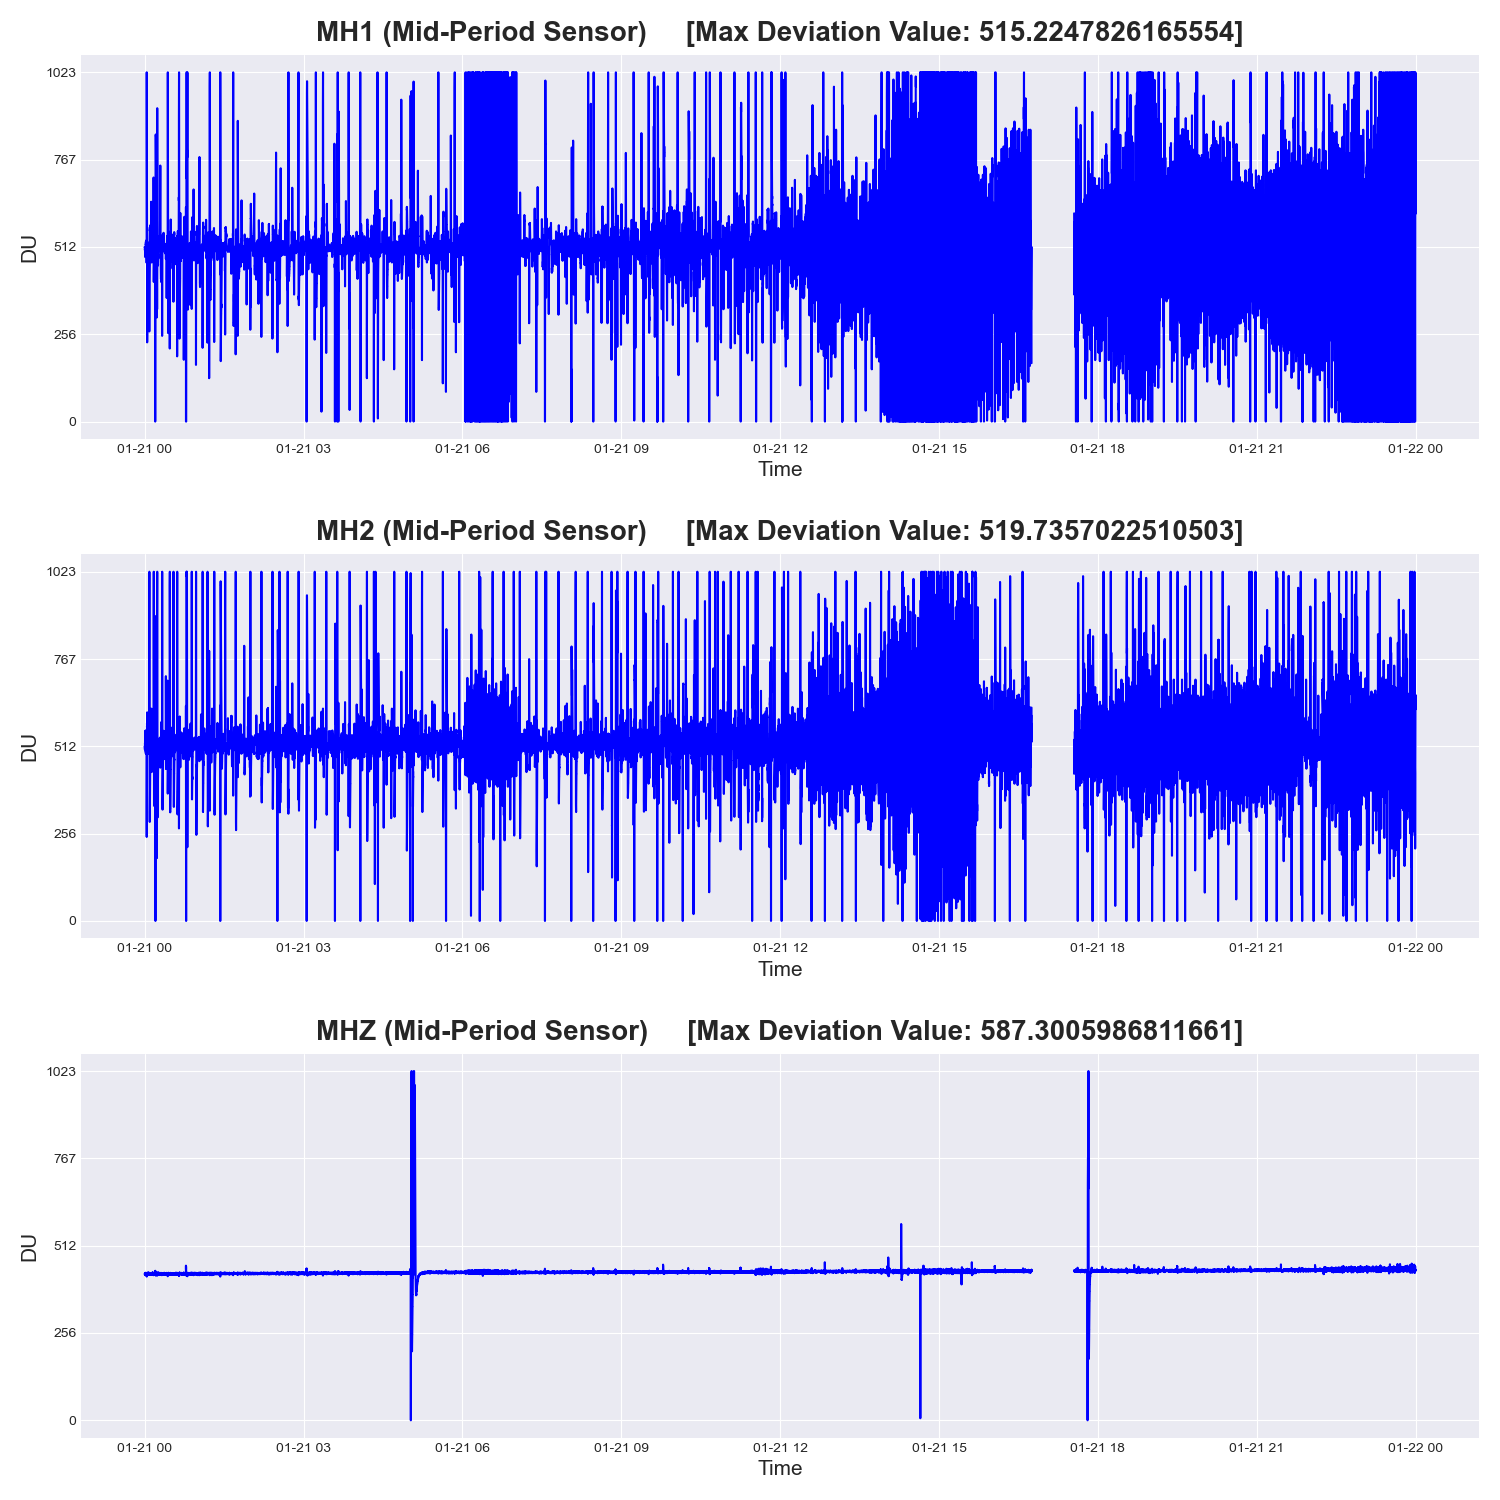 MH1 (Mid-Period Sensor)     [Max Deviation Value: 515.2247826165554]
DU
1023
767
512
256
0
01-21 00 01-21 03 01-21 06 01-21 09 01-21 12 01-21 15 01-21 18 01-21 21 01-22 00
Time
MH2 (Mid-Period Sensor)     [Max Deviation Value: 519.7357022510503]
DU
1023
767
512
256
0
01-21 00 01-21 03 01-21 06 01-21 09 01-21 12 01-21 15 01-21 18 01-21 21 01-22 00
Time
MHZ (Mid-Period Sensor)     [Max Deviation Value: 587.3005986811661]
DU
1023
767
512
256
0
01-21 00 01-21 03 01-21 06 01-21 09 01-21 12 01-21 15 01-21 18 01-21 21 01-22 00
Time